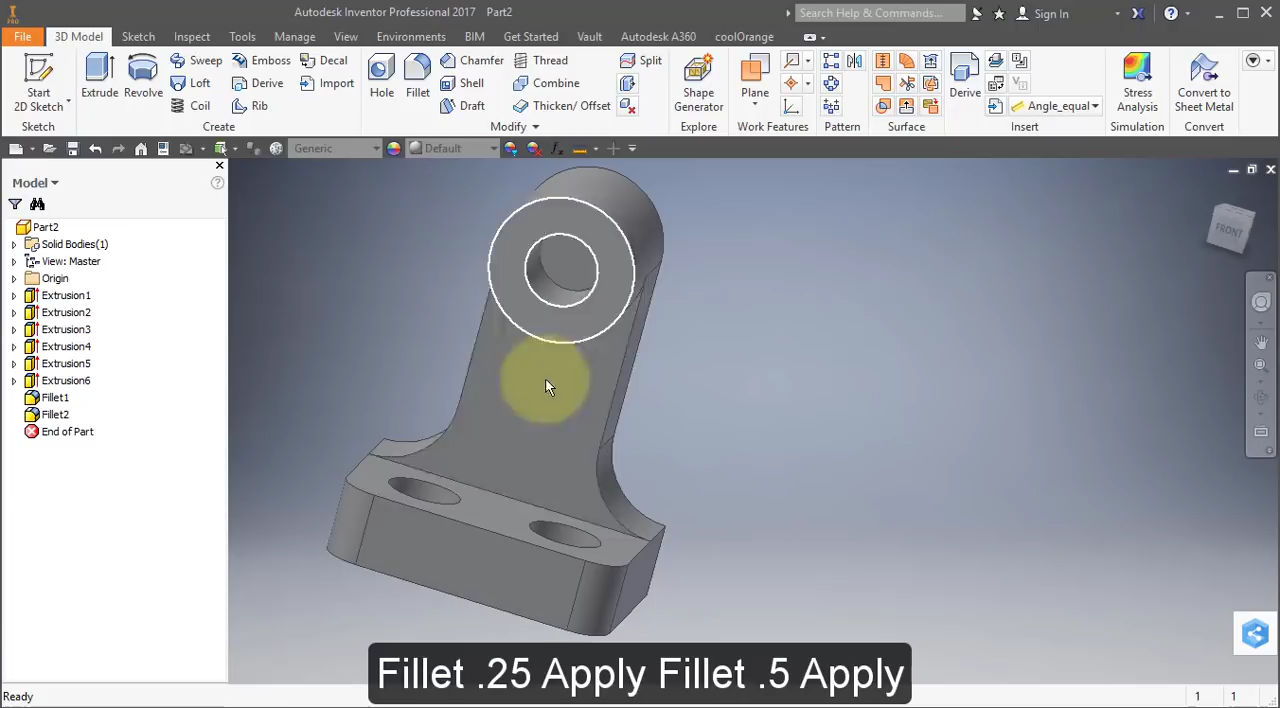 Autodesk Inventor Professional 2017 Part2
Search Help & Commands...
Sign In
PRO
File 3D Model Sketch Inspect Tools Manage View Environments BIM Get Started Vault Autodesk A360 coolOrange
Start
2D Sketch
Sketch
Extrude
Revolve
Sweep
Loft
Coil
Emboss
Derive
Rib
Decal
Import
Create
Hole
Fillet
Chamfer
Shell
Draft
Thread
Combine
Thicken/ Offset
Split
Modify
Shape
Generator
Explore
Plane
Work Features
Pattern
Surface
Derive
Angle_equal
Insert
Stress
Analysis
Simulation
Convert to
Sheet Metal
Convert
Generic
Default
Model
Part2
Solid Bodies(1)
View: Master
Origin
Extrusion1
Extrusion2
Extrusion3
Extrusion4
Extrusion5
Extrusion6
Fillet1
Fillet2
End of Part
FRONT
Fillet .25 Apply Fillet .5 Apply
Ready
1 1